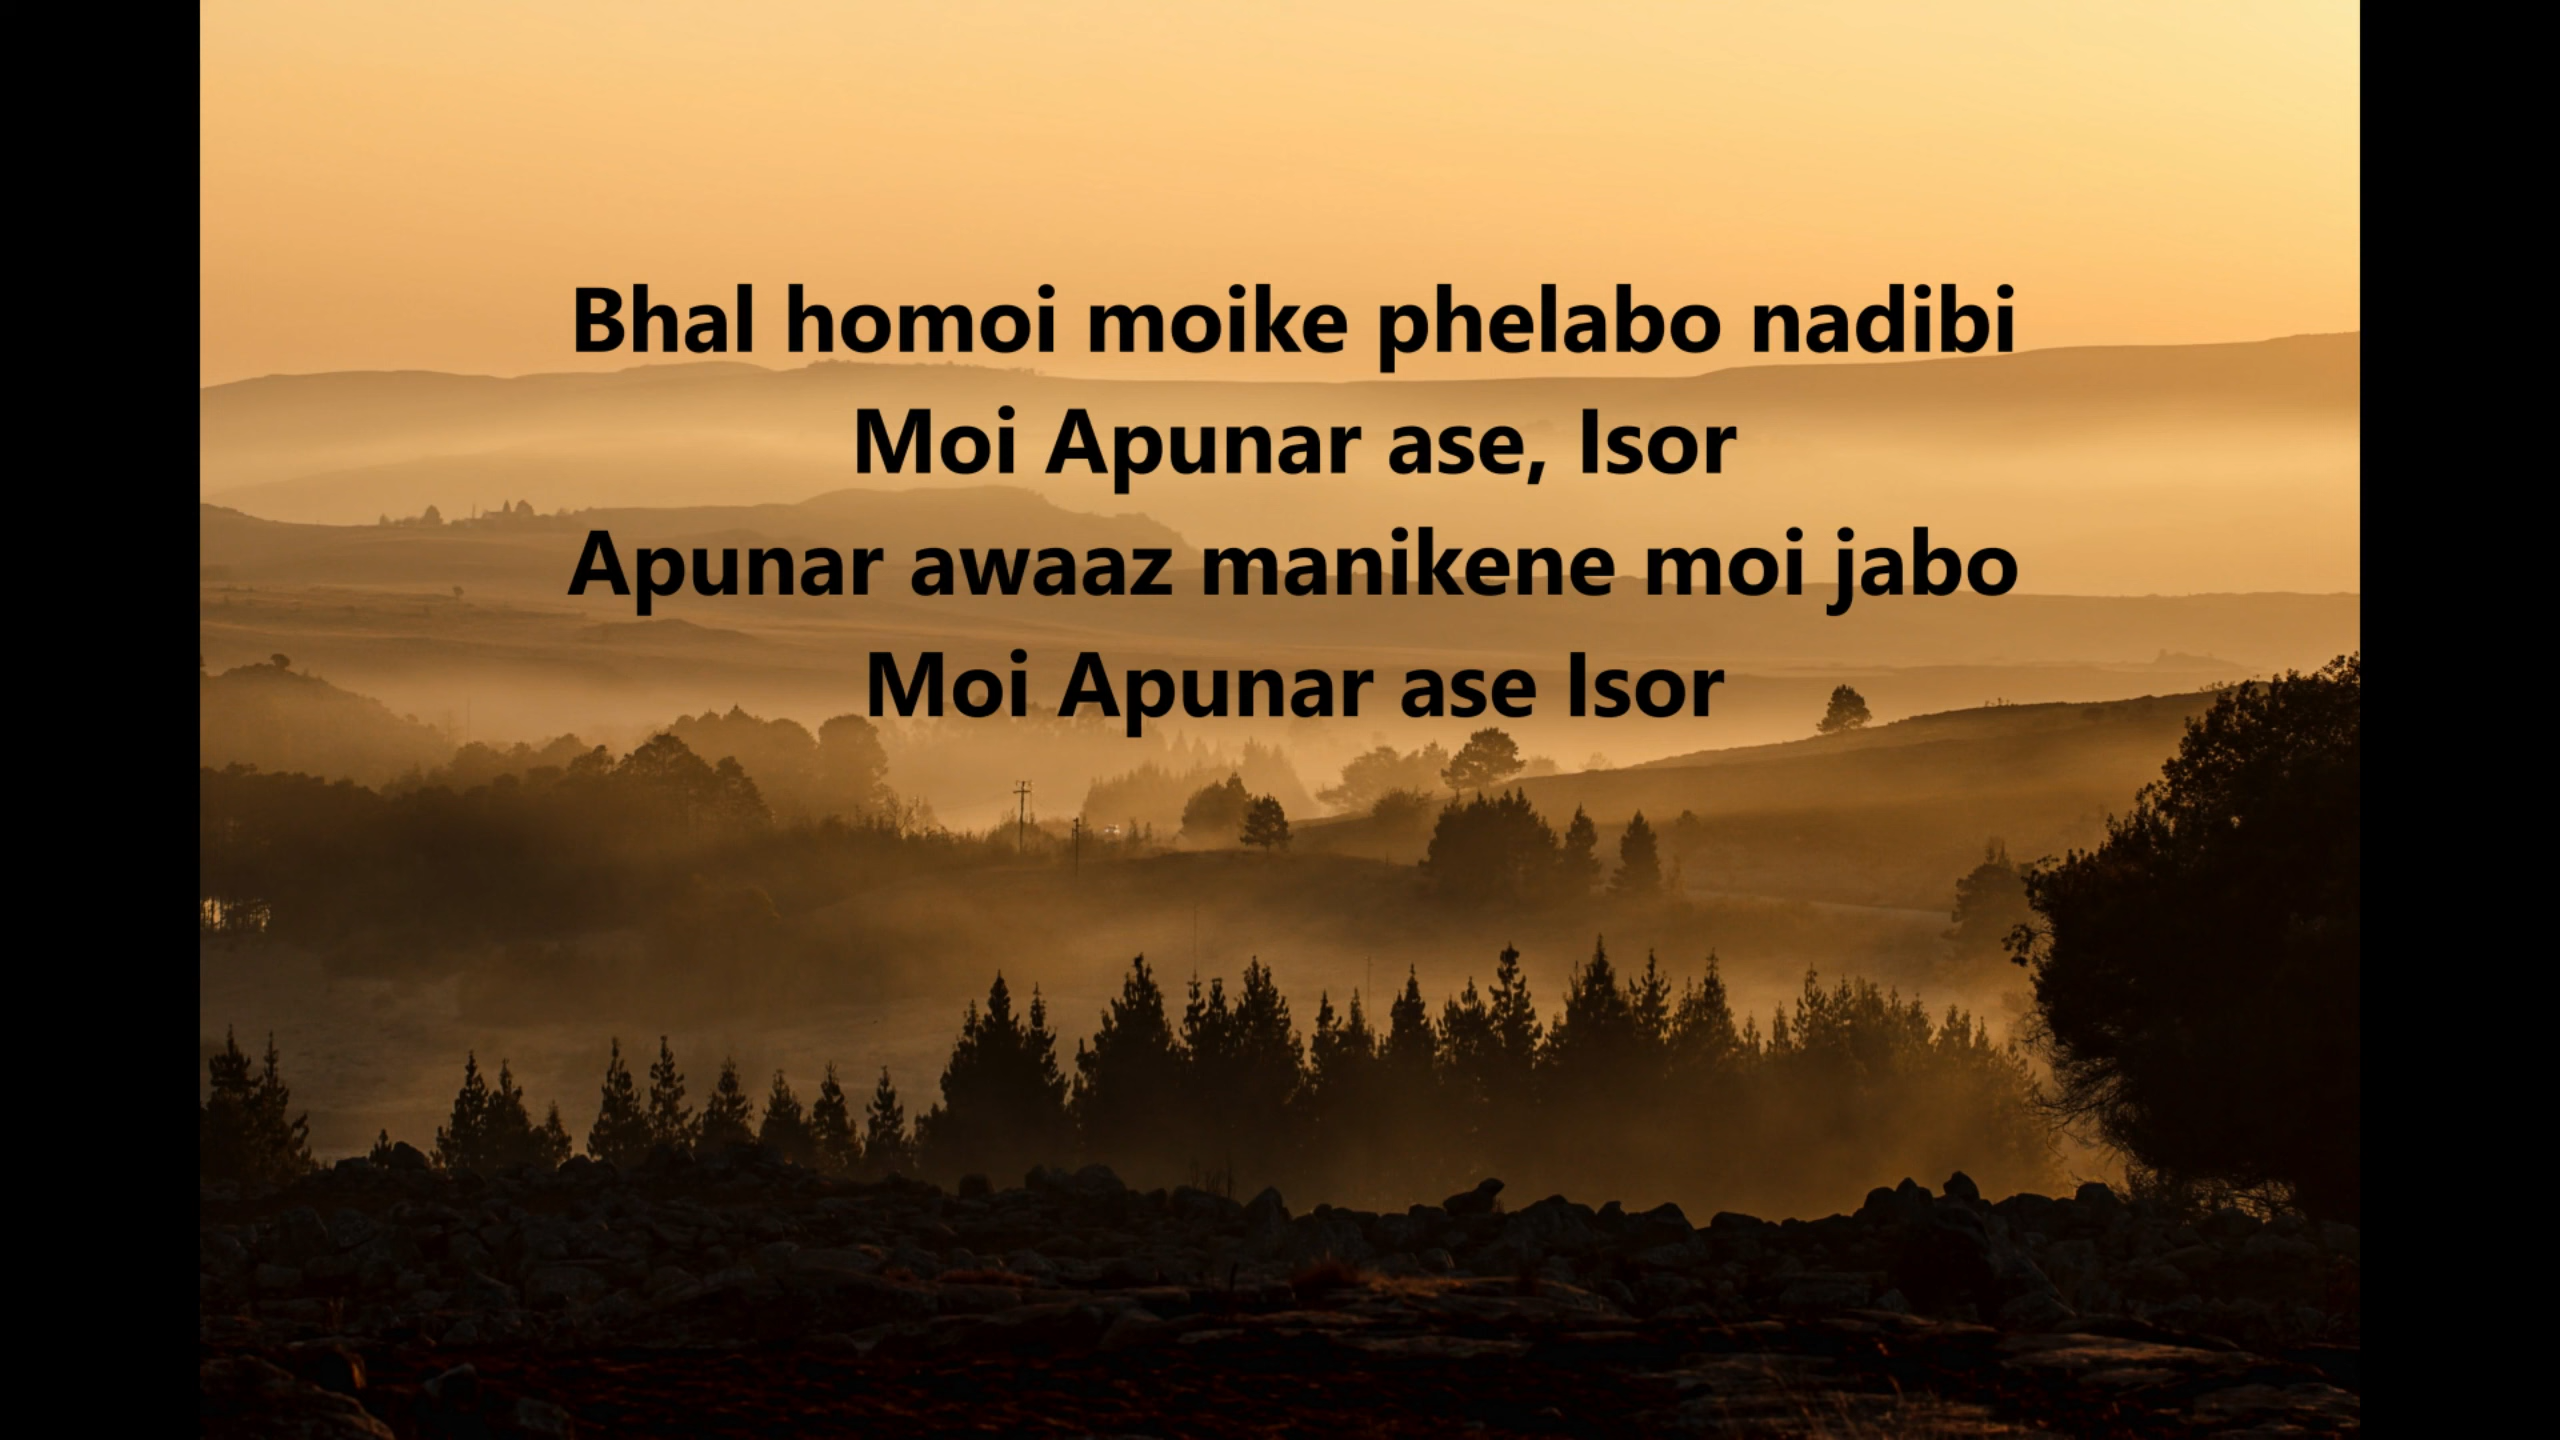 Bhal homoi moike phelabo nadibi
Moi Apunar ase, Isor
Apunar awaaz manikene moi jabo
Moi Apunar ase Isor